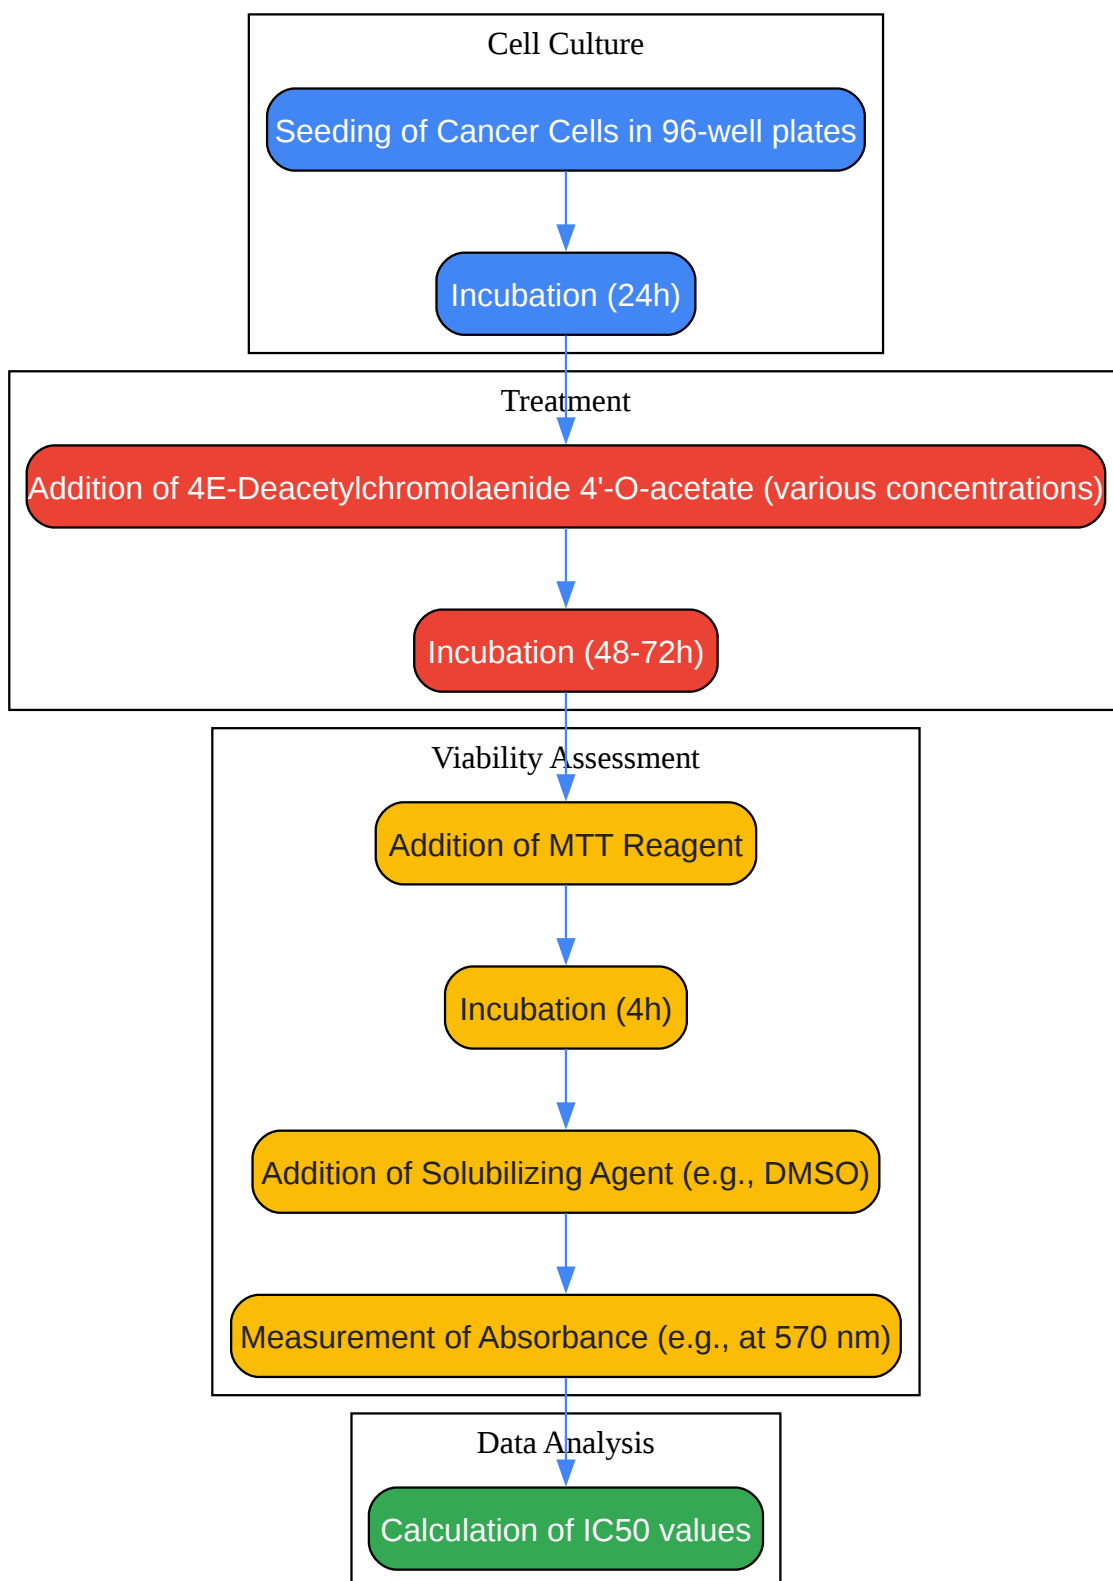 Cell Culture
Seeding of Cancer Cells in 96-well plates
Incubation (24h)
Treatment
Addition of 4E-Deacetylchromolaenide 4'-O-acetate (various concentrations)
Incubation (48-72h)
Viability Assessment
Addition of MTT Reagent
Incubation (4h)
Addition of Solubilizing Agent (e.g., DMSO)
Measurement of Absorbance (e.g., at 570 nm)
Data Analysis
Calculation of IC50 values